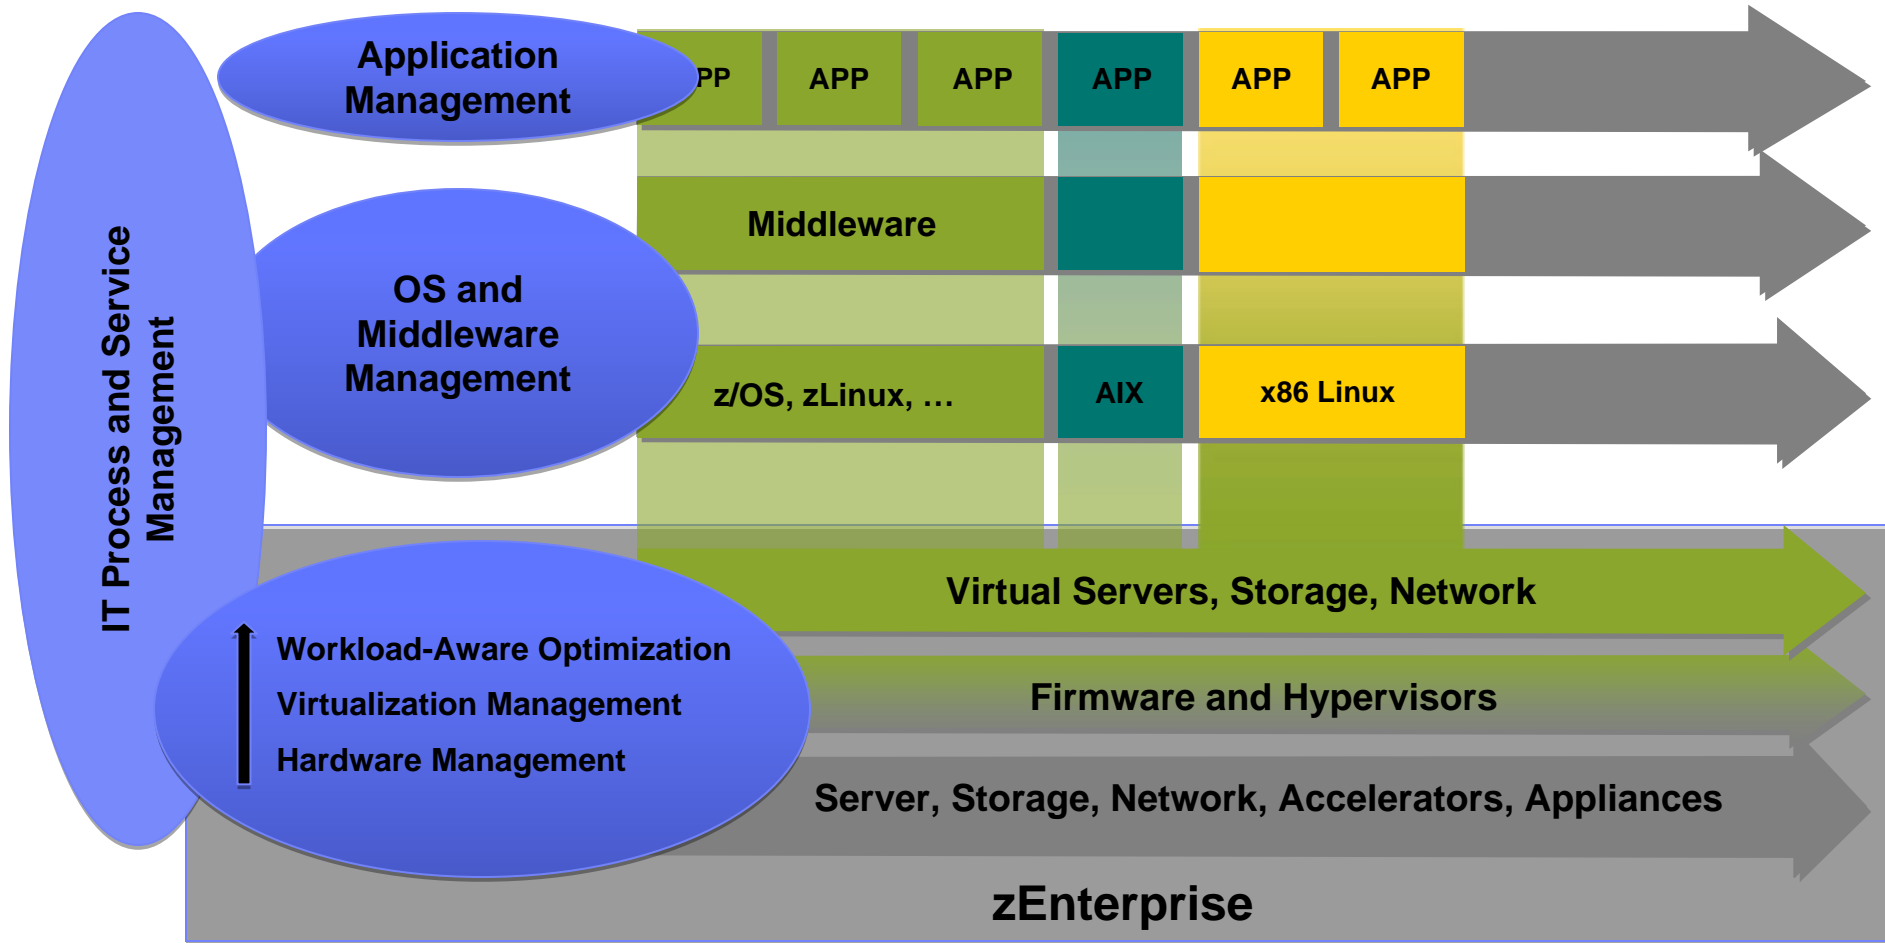 Application
Management
PP
APP
APP
APP
APP
APP
Middleware
OS and
Middleware
Management
z/OS, zLinux, …
AIX
x86 Linux
IT Process and Service
Management
Virtual Servers, Storage, Network
Workload-Aware Optimization
Virtualization Management
Hardware Management
Firmware and Hypervisors
Server, Storage, Network, Accelerators, Appliances
zEnterprise